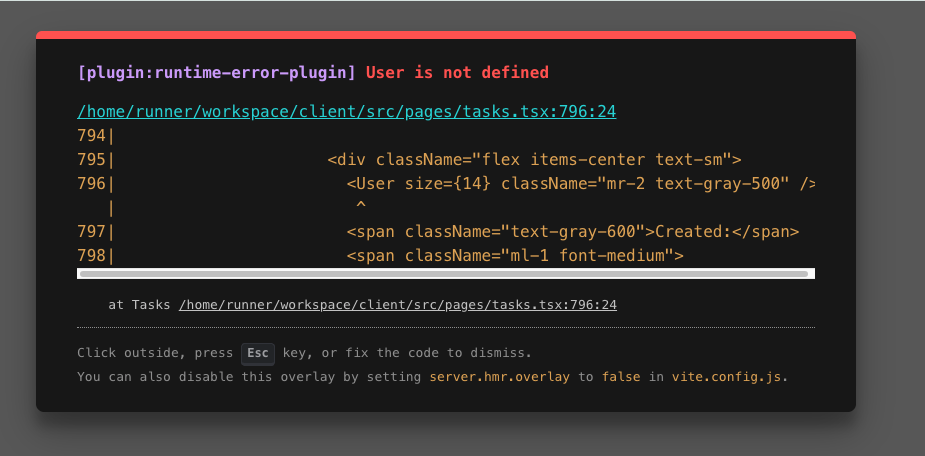 [plugin:runtime-error-plugin] User is not defined
/home/runner/workspace/client/src/pages/tasks.tsx:796:24
794|
795|                      <div className="flex items-center text-sm">
796|                        <User size={14} className="mr-2 text-gray-500" />
   |                         ^
797|                        <span className="text-gray-600">Created:</span>
798|                        <span className="ml-1 font-medium">
at Tasks /home/runner/workspace/client/src/pages/tasks.tsx:796:24
Click outside, press Esc key, or fix the code to dismiss.
You can also disable this overlay by setting server.hmr.overlay to false in vite.config.js.